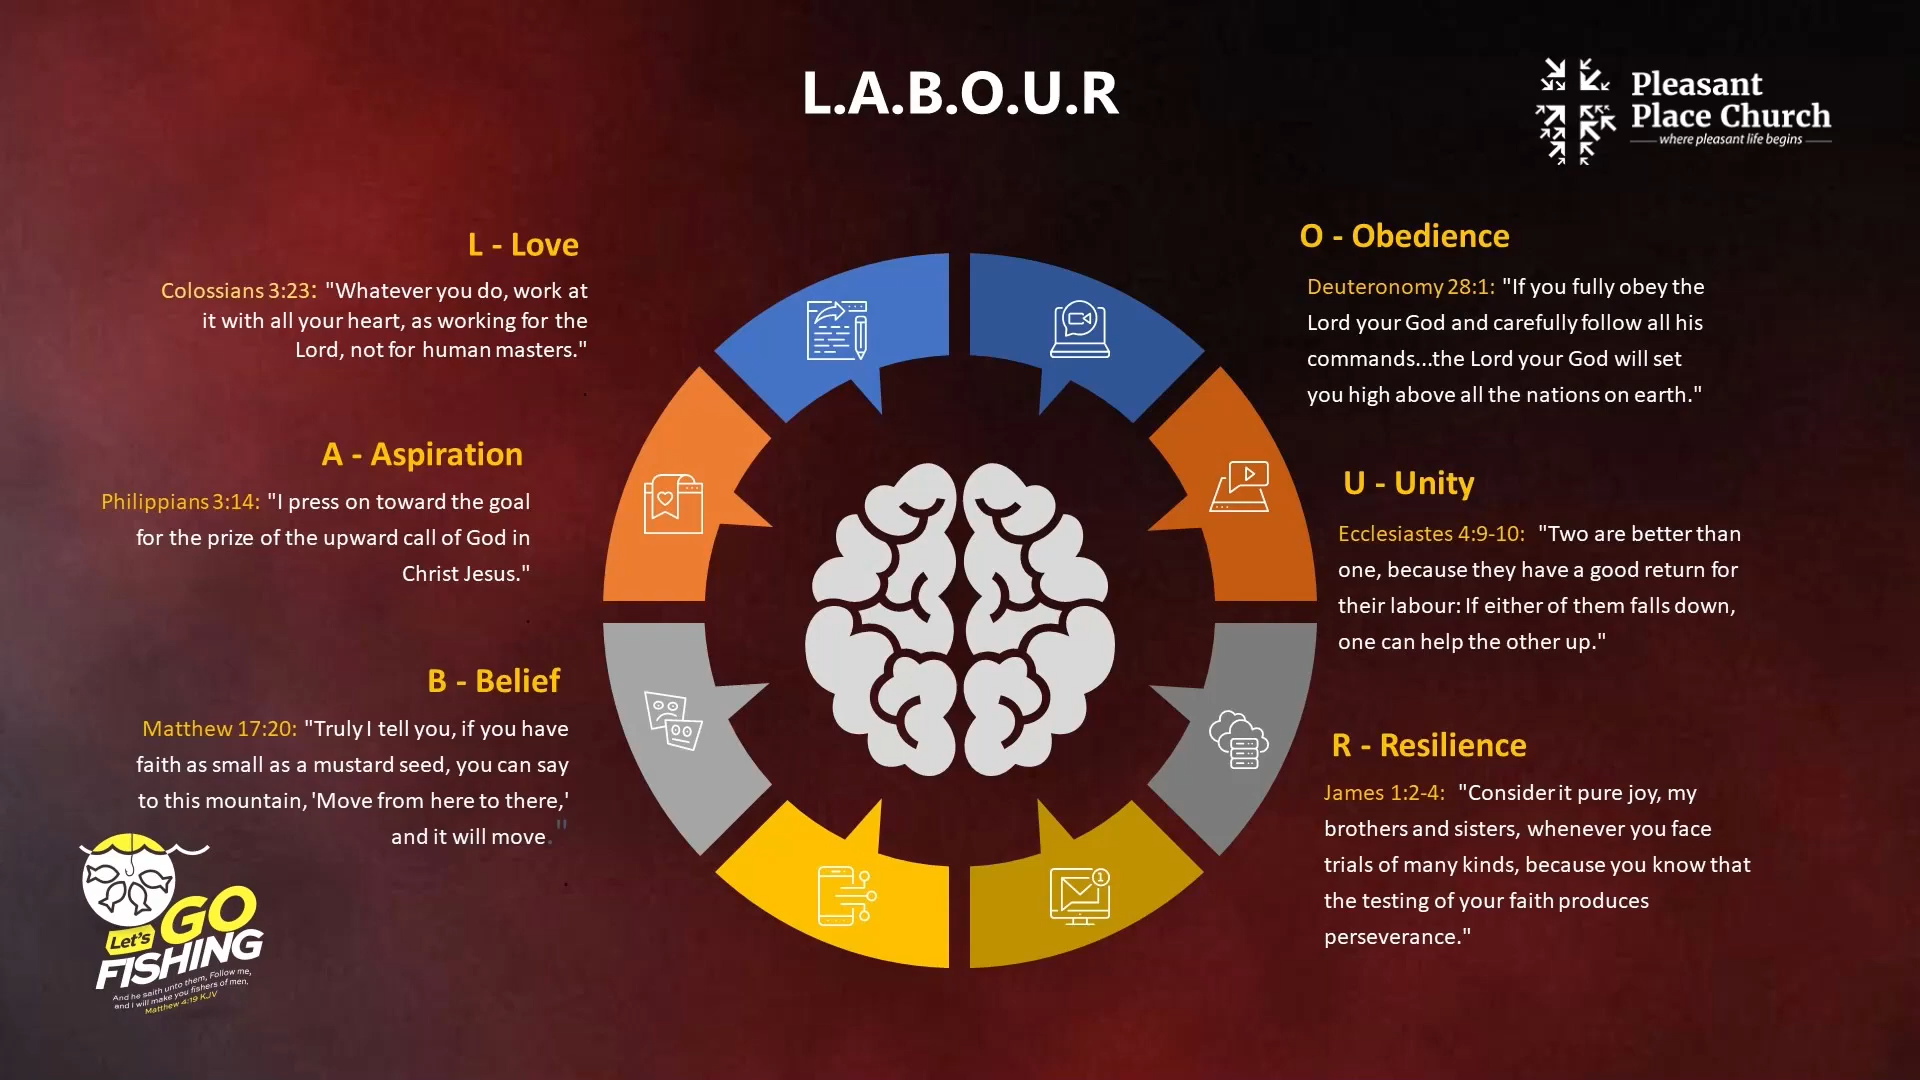 L.A.B.O.U.R
Pleasant
Place Church
where pleasant life begins
L - Love
Colossians 3:23: "Whatever you do, work at
it with all your heart, as working for the
Lord, not for human masters."
A - Aspiration
Philippians 3:14: "I press on toward the goal
for the prize of the upward call of God in
Christ Jesus."
B - Belief
Matthew 17:20: "Truly I tell you, if you have
faith as small as a mustard seed, you can say
to this mountain, 'Move from here to there,'
and it will move."
O - Obedience
Deuteronomy 28:1: "If you fully obey the
Lord your God and carefully follow all his
commands...the Lord your God will set
you high above all the nations on earth."
U - Unity
Ecclesiastes 4:9-10: "Two are better than
one, because they have a good return for
their labour: If either of them falls down,
one can help the other up."
R - Resilience
James 1:2-4: "Consider it pure joy, my
brothers and sisters, whenever you face
trials of many kinds, because you know that
the testing of your faith produces
perseverance."
1
Let's GO
FISHING
And he saith unto them, Follow me,
and I will make you fishers of men,
Matthew 4:19 KJV